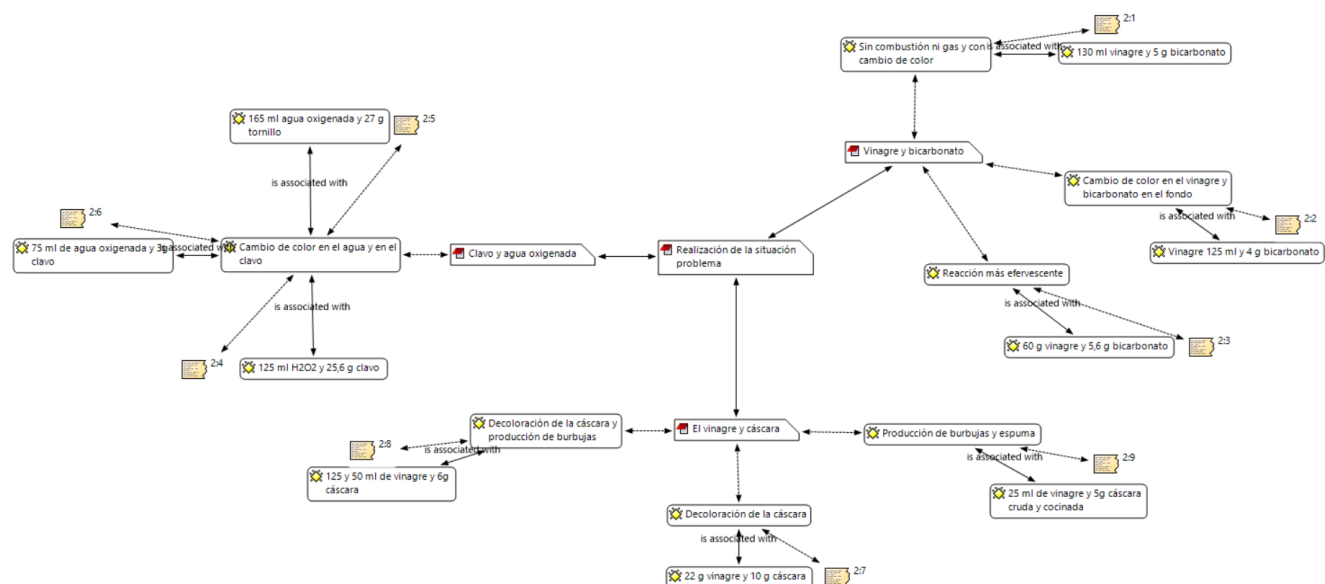 2:1
Sin combustión ni gas y con
cambio de color
is associated with
130 ml vinagre y 5 g bicarbonato
165 ml agua oxigenada y 27 g
tornillo
2:5
Vinagre y bicarbonato
is associated with
Cambio de color en el vinagre y
bicarbonato en el fondo
is associated with
2:2
2:6
75 ml de agua oxigenada y 3g
clavo
is associated with
Cambio de color en el agua y en el
clavo
Clavo y agua oxigenada
Realización de la situación
problema
Vinagre 125 ml y 4 g bicarbonato
Reacción más efervescente
is associated with
is associated with
60 g vinagre y 5,6 g bicarbonato
2:3
2:4
125 ml H2O2 y 25,6 g clavo
Decoloración de la cáscara y
producción de burbujas
El vinagre y cáscara
Producción de burbujas y espuma
2:8
is associated with
is associated with
2:9
125 y 50 ml de vinagre y 6g
cáscara
25 ml de vinagre y 5g cáscara
cruda y cocinada
Decoloración de la cáscara
is associated with
22 g vinagre y 10 g cáscara
2:7